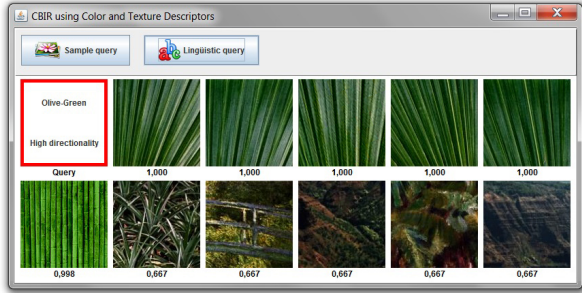 CBIR using Color and Texture Descriptors
Sample query
abc Lingüistic query
Olive-Green
High directionality
Query 1,000 1,000 1,000 1,000 1,000
0,998 0,667 0,667 0,667 0,667 0,667